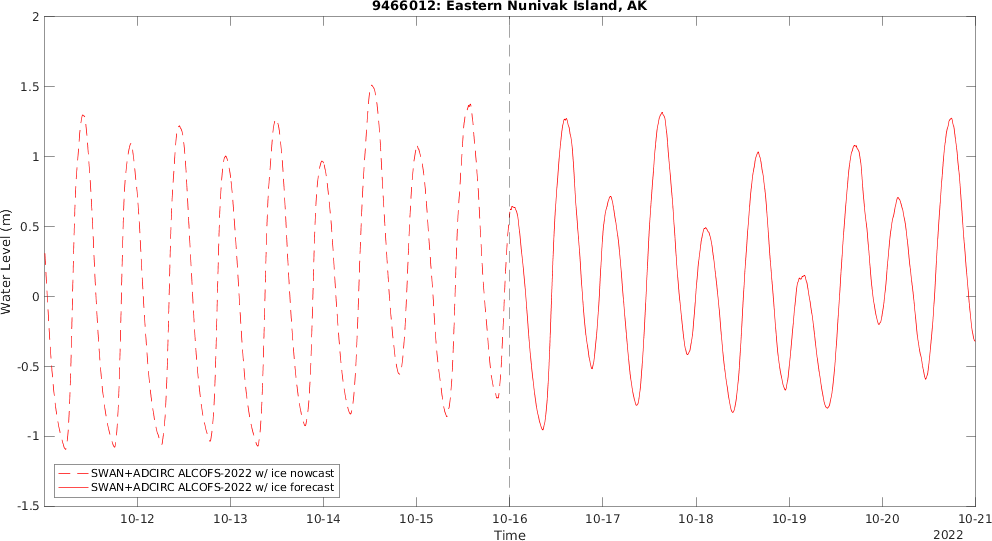 9466012: Eastern Nunivak Island, AK
2
1.5
1
0.5
0
-0.5
-1
-1.5
Water Level (m)
SWAN+ADCIRC ALCOFS-2022 w/ ice nowcast
SWAN+ADCIRC ALCOFS-2022 w/ ice forecast
10-12 10-13 10-14 10-15 10-16 10-17 10-18 10-19 10-20 10-21
Time
2022